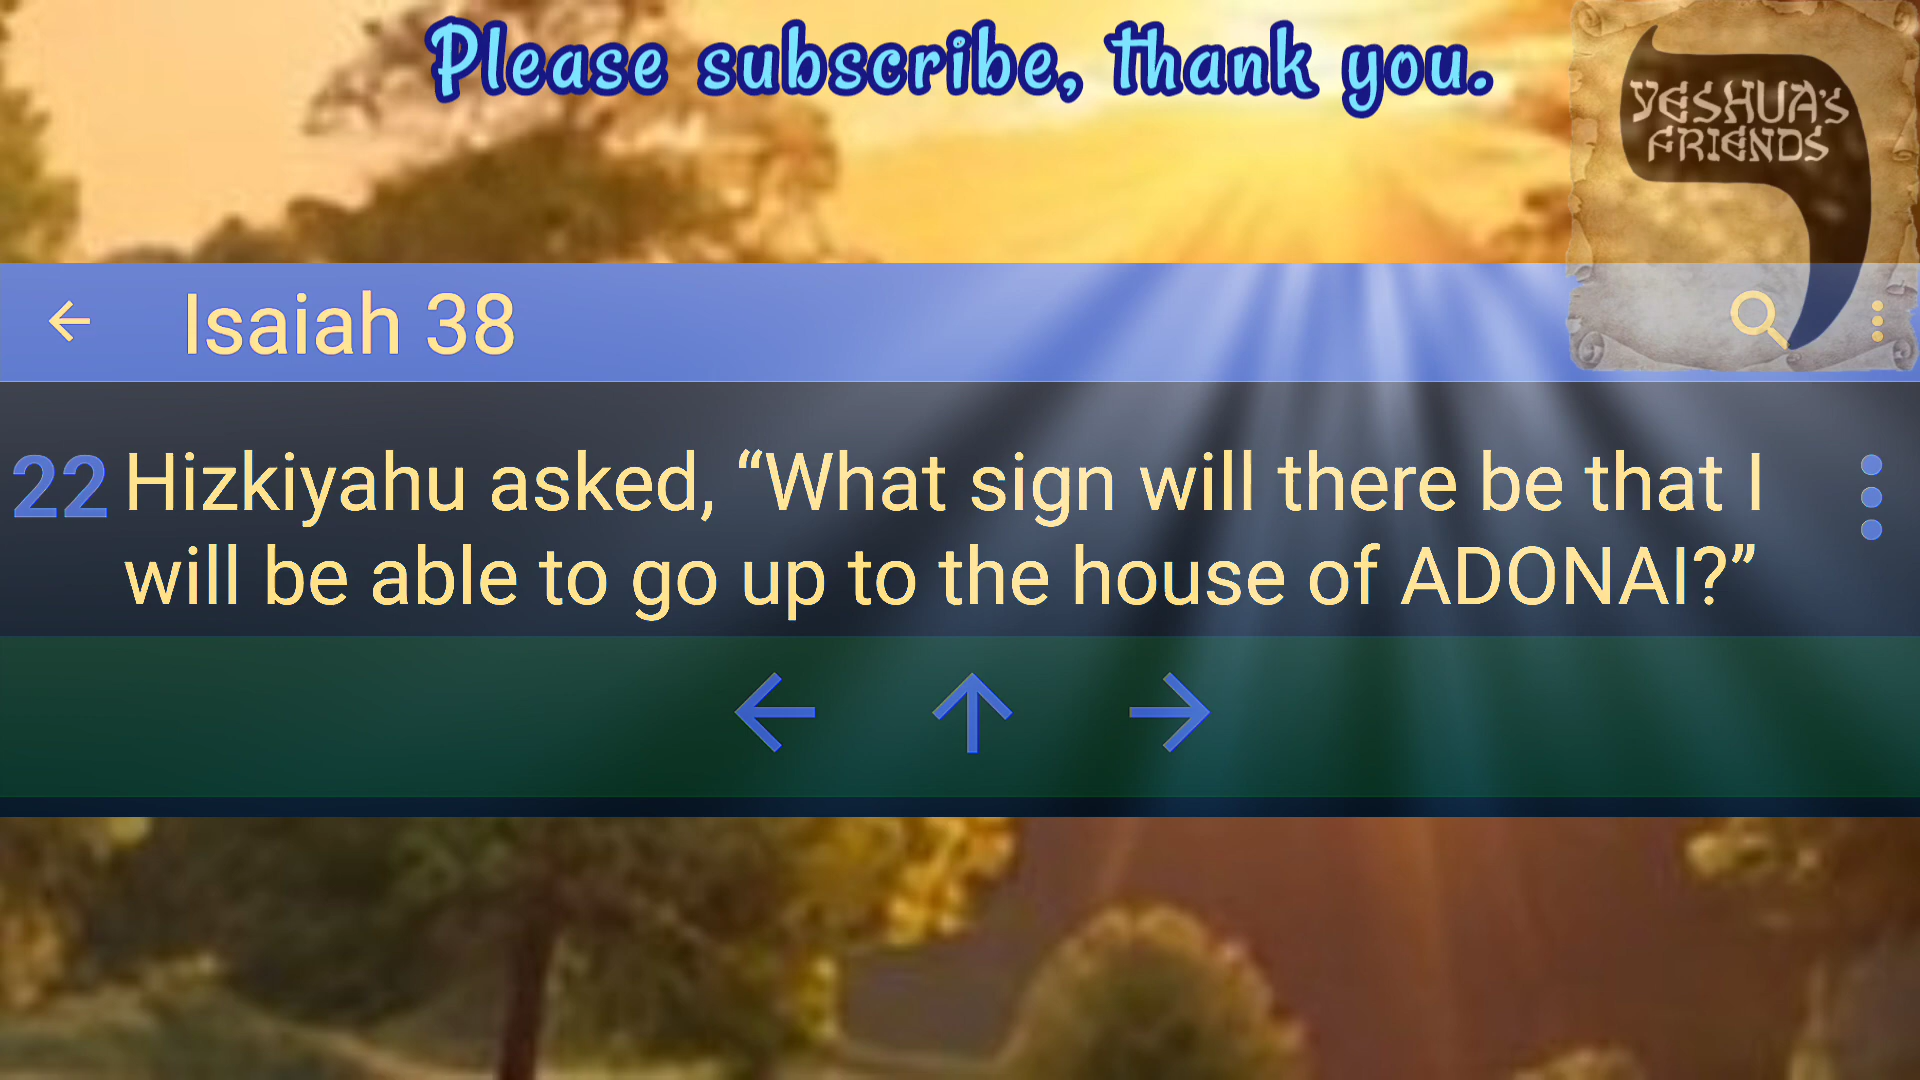 Please subscribe, thank you.
YESHUA'S
FRIENDS
Isaiah 38
22 Hizkiyahu asked, “What sign will there be that I
will be able to go up to the house of ADONAI?”